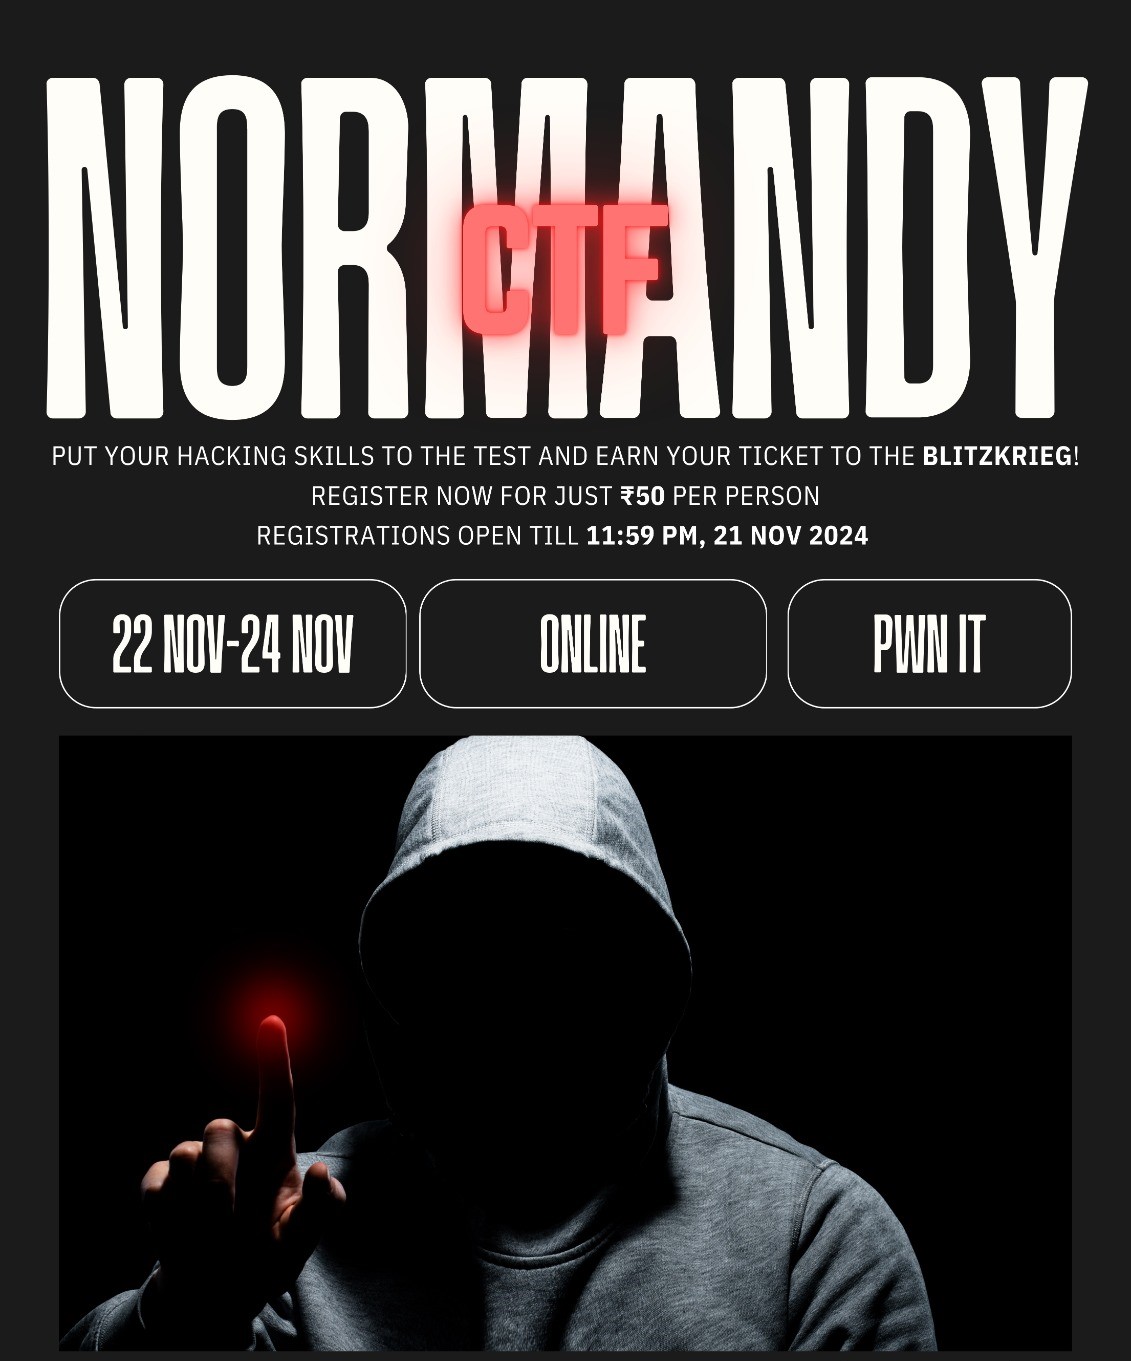 NORMANDY
CTF
PUT YOUR HACKING SKILLS TO THE TEST AND EARN YOUR TICKET TO THE BLITZKRIEG!
REGISTER NOW FOR JUST ₹50 PER PERSON
REGISTRATIONS OPEN TILL 11:59 PM, 21 NOV 2024
22 NOV-24 NOV
ONLINE
PWN IT